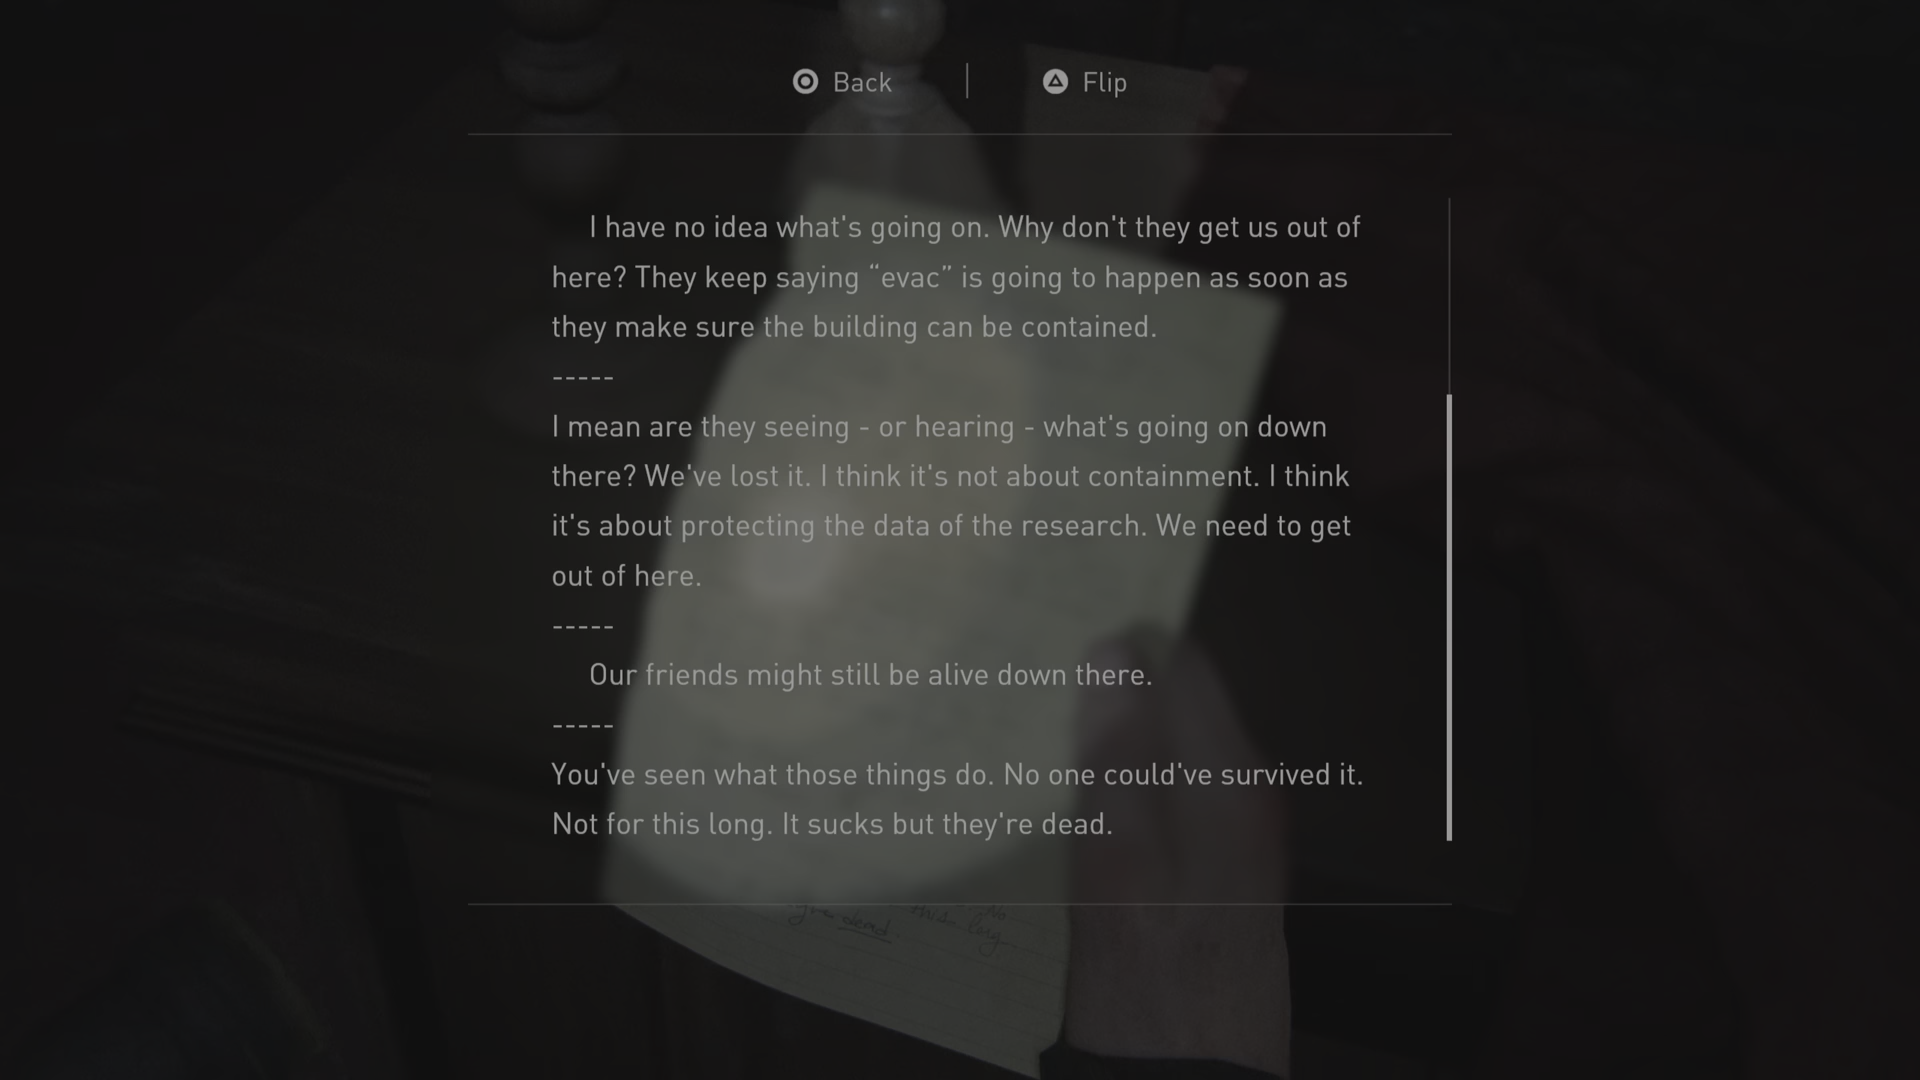 Back
Flip
I have no idea what's going on. Why don't they get us out of
here? They keep saying “evac” is going to happen as soon as
they make sure the building can be contained.
-----
I mean are they seeing - or hearing - what's going on down
there? We've lost it. I think it's not about containment. I think
it's about protecting the data of the research. We need to get
out of here.
-----
Our friends might still be alive down there.
-----
You've seen what those things do. No one could've survived it.
Not for this long. It sucks but they're dead.
No
this long
dead